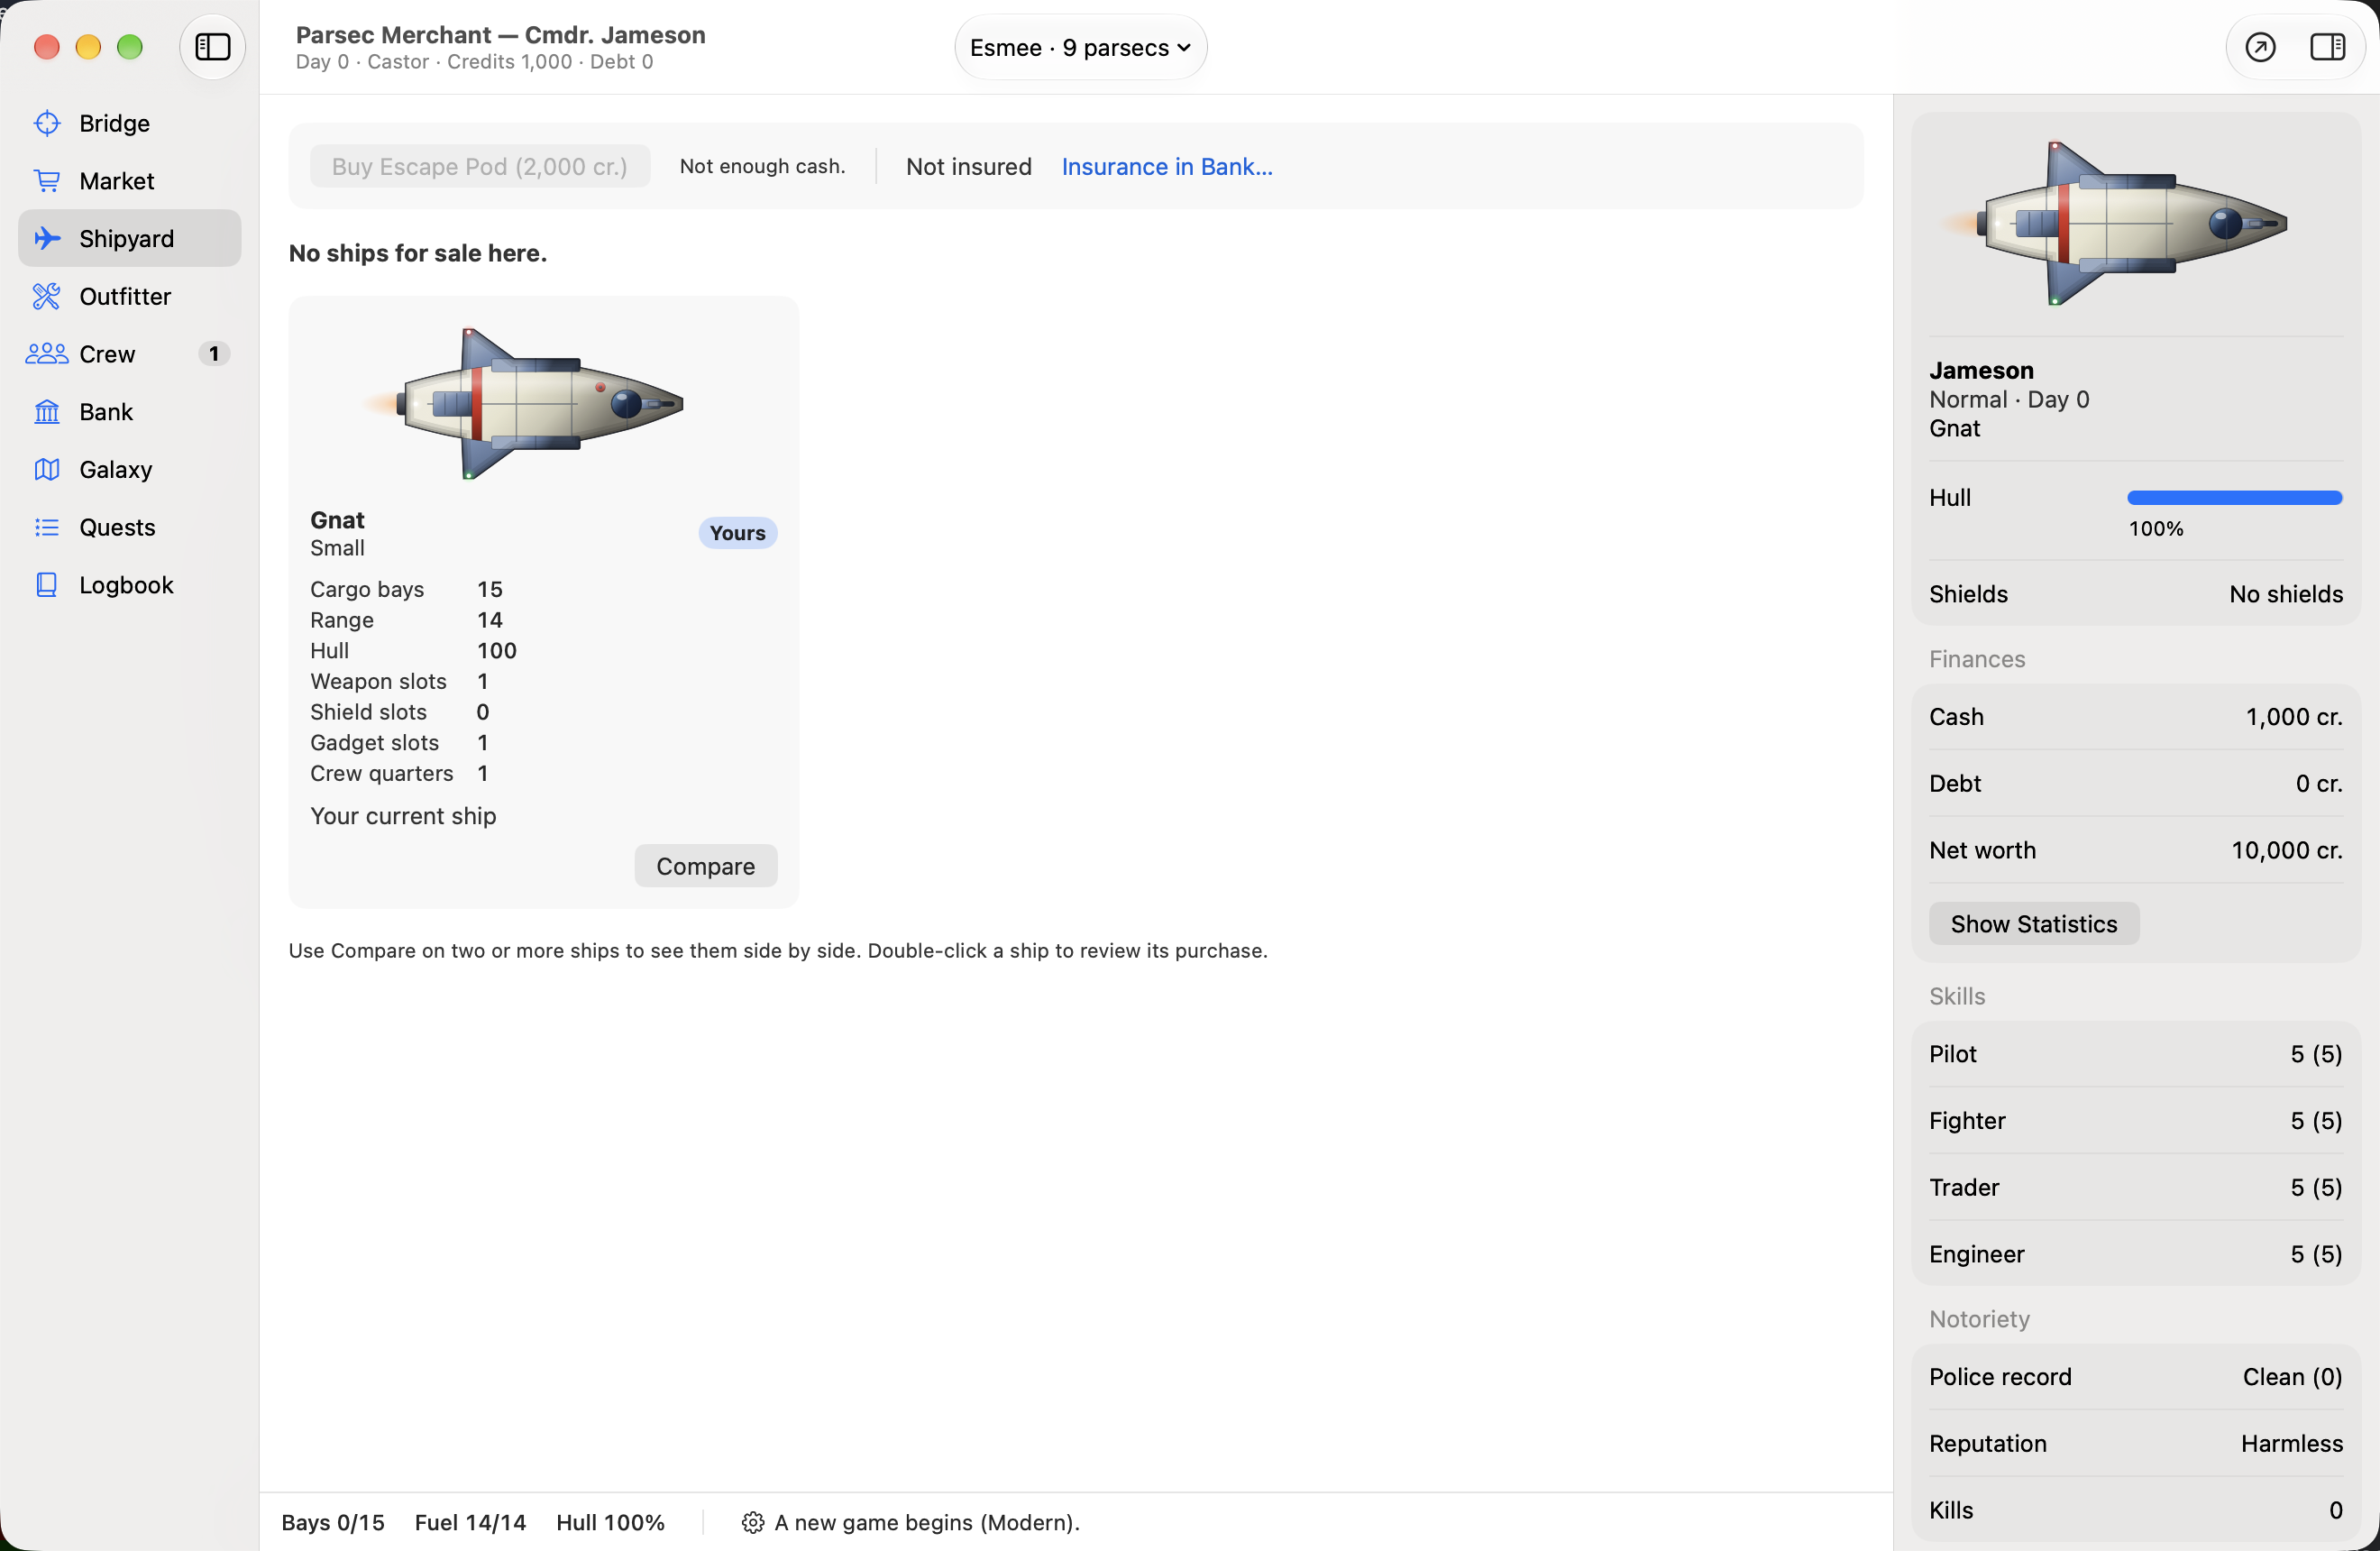 Parsec Merchant — Cmdr. Jameson
Day 0 · Castor · Credits 1,000 · Debt 0
Esmee · 9 parsecs
Bridge
Market
Shipyard
Outfitter
Crew 1
Bank
Galaxy
Quests
Logbook
Buy Escape Pod (2,000 cr.) Not enough cash. Not insured Insurance in Bank...
No ships for sale here.
Gnat
Small
Yours
Cargo bays 15
Range 14
Hull 100
Weapon slots 1
Shield slots 0
Gadget slots 1
Crew quarters 1
Your current ship
Compare
Use Compare on two or more ships to see them side by side. Double-click a ship to review its purchase.
Bays 0/15 Fuel 14/14 Hull 100% A new game begins (Modern).
Jameson
Normal · Day 0
Gnat
Hull
100%
Shields No shields
Finances
Cash 1,000 cr.
Debt 0 cr.
Net worth 10,000 cr.
Show Statistics
Skills
Pilot 5 (5)
Fighter 5 (5)
Trader 5 (5)
Engineer 5 (5)
Notoriety
Police record Clean (0)
Reputation Harmless
Kills 0